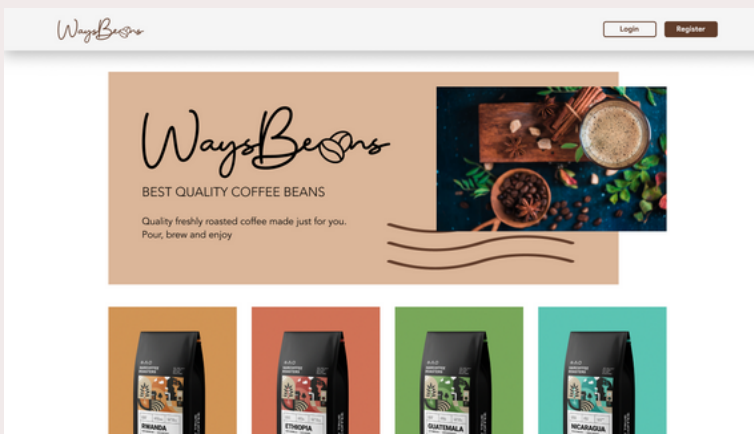 WaysBeans
Login
Register
WaysBeans
BEST QUALITY COFFEE BEANS
Quality freshly roasted coffee made just for you.
Pour, brew and enjoy
RWANDA
ETHIOPIA
GUATEMALA
NICARAGUA